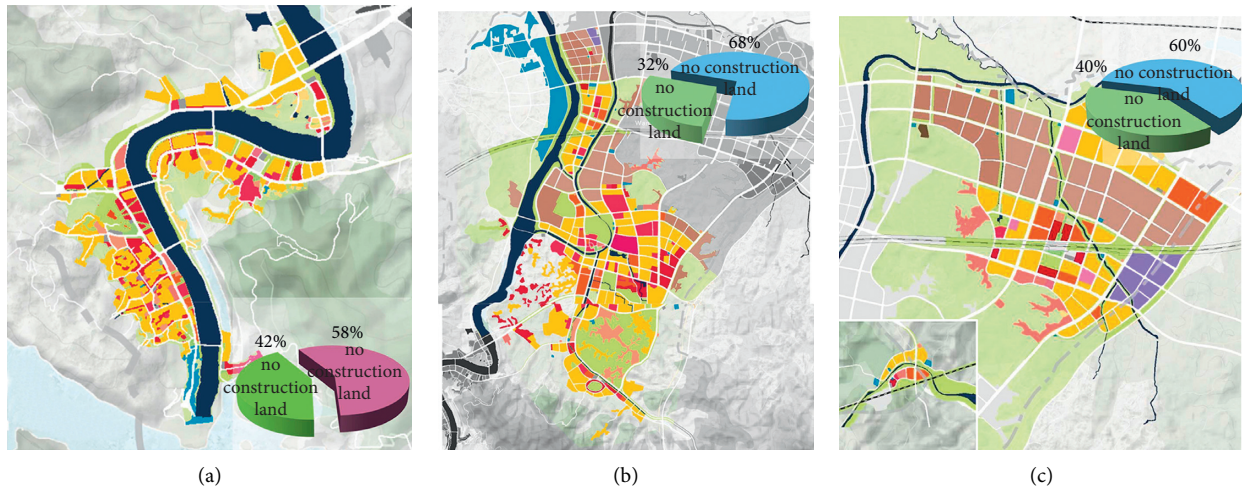 42%
no
construction
land
58%
no
construction
land
(a)
32%
no
construction
land
68%
no construction
land
(b)
40%
no
construction
land
60%
no construction
land
(c)